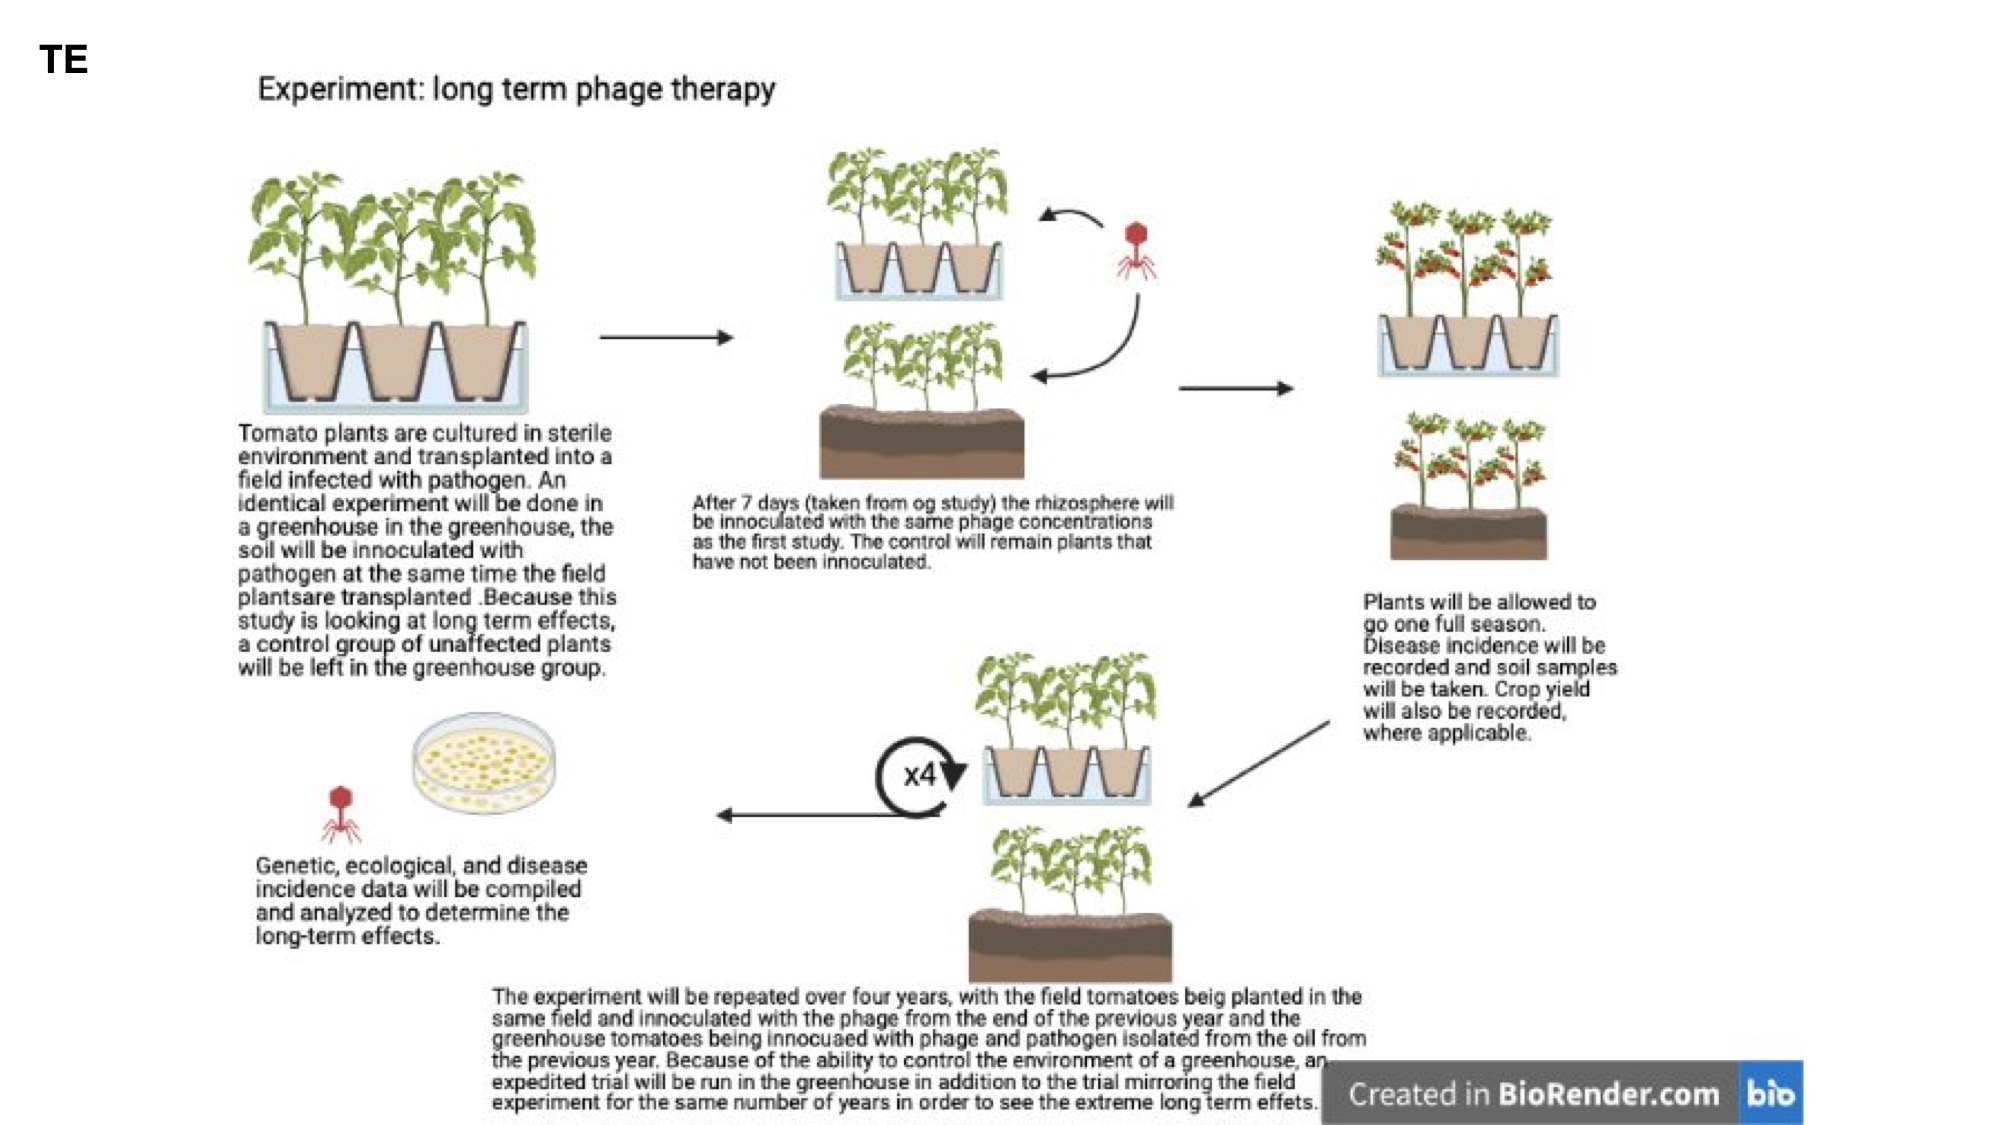 TE
Experiment: long term phage therapy
Tomato plants are cultured in sterile
environment and transplanted into a
field infected with pathogen. An
identical experiment will be done in
a greenhouse in the greenhouse, the
soil will be innoculated with
pathogen at the same time the field
plantsare transplanted .Because this
study is looking at long term effects,
a control group of unaffected plants
will be left in the greenhouse group.
After 7 days (taken from og study) the rhizosphere will
be innoculated with the same phage concentrations
as the first study. The control will remain plants that
have not been innoculated.
Plants will be allowed to
go one full season.
Disease incidence will be
recorded and soil samples
will be taken. Crop yield
will also be recorded,
where applicable.
x4
The experiment will be repeated over four years, with the field tomatoes beig planted in the
same field and innoculated with the phage from the end of the previous year and the
greenhouse tomatoes being innocuaed with phage and pathogen isolated from the oil from
the previous year. Because of the ability to control the environment of a greenhouse, an
expedited trial will be run in the greenhouse in addition to the trial mirroring the field
experiment for the same number of years in order to see the extreme long term effets.
Genetic, ecological, and disease
incidence data will be compiled
and analyzed to determine the
long-term effects.
Created in BioRender.com bio